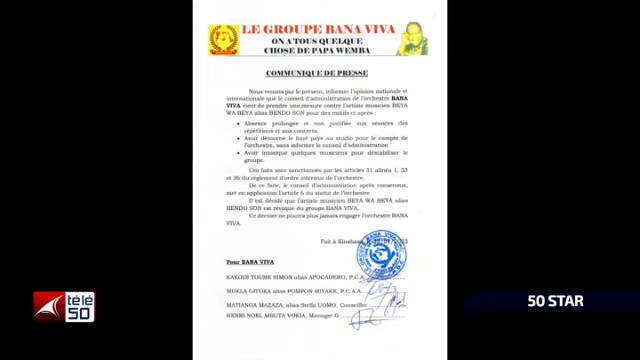 LE GROUPE BANA VIVA
ON A TOUS QUELQUE
CHOSE DE PAPA WEMBA
COMMUNIQUE DE PRESSE
Nous venons par le présent, informer l'opinion nationale et
internationale que le conseil d'administration de l'orchestre BANA
VIVA vient de prendre une mesure contre l'artiste musicien BEYA
WA BEYA alias BENDO SON pour des motifs ci-après :
• Absence prolongée et non justifiée aux séances des
répétitions et aux concerts.
• Avoir détourné le fond payé au studio pour le compte de
l'orchestre, sans informer le conseil d'administration
• Avoir intoxiqué quelques musiciens pour déstabiliser le
groupe.
Ces faits sont sanctionnés par les articles 31 alinéa 1, 33
et 36 du règlement d'ordre intérieur de l'orchestre.
De ce faite, le conseil d'administration après consensus,
met en application l'article 6 du statut de l'orchestre.
Il est décidé que l'artiste musicien BEYA WA BEYA alias
BENDO SON est révoqué du groupe BANA VIVA.
Ce dernier ne pourra plus jamais engager l'orchestre BANA
VIVA.
Fait à Kinshasa,
Pour BANA VIVA
KAKODI TOUBE SIMON alias APOCADERO, P.C.A.
MUKLA GITOKA alias POMPON MIYAKE, P.C.A.A.
MATIANGA MAZAZA, alias Stella UOMO, Conseiller
HENRI NOEL MBUTA VOKIA, Manager G
télé
50
50 STAR